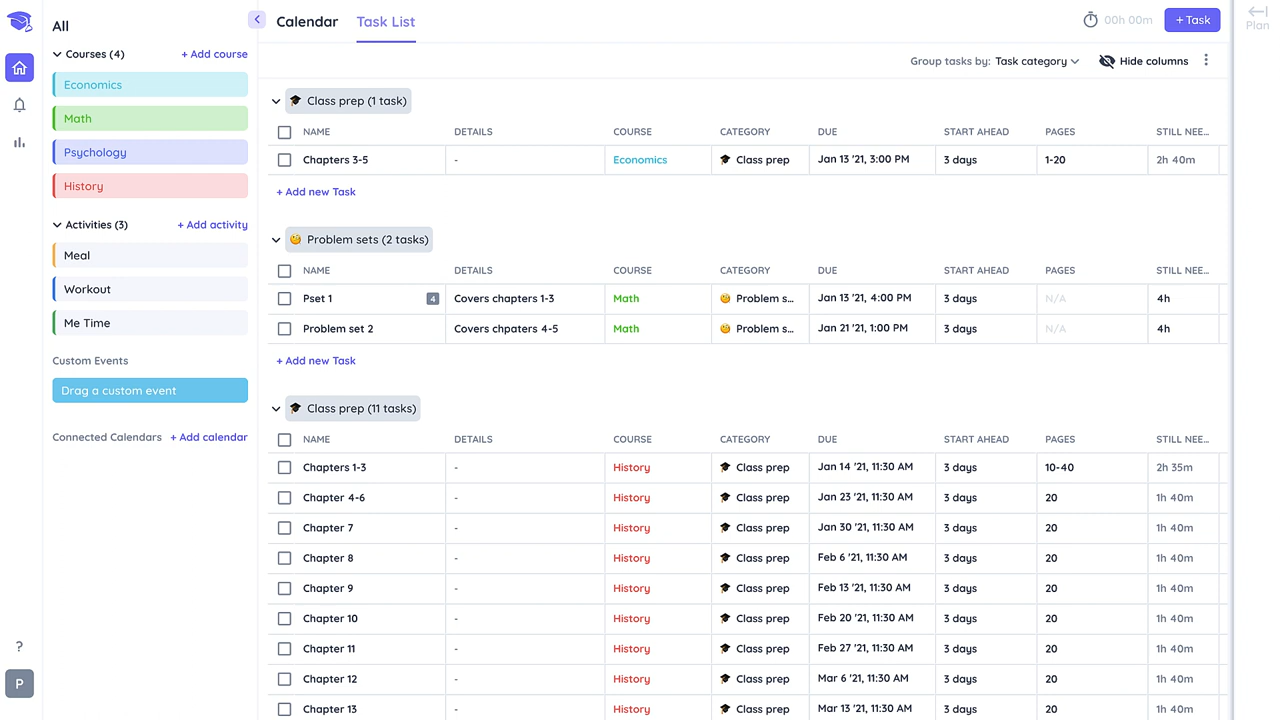 All
Courses (4) + Add course
Economics
Math
Psychology
History
Activities (3) + Add activity
Meal
Workout
Me Time
Custom Events
Drag a custom event
Connected Calendars + Add calendar
?
P
Calendar Task List 00h 00m + Task
Plan
Group tasks by: Task category Hide columns
Class prep (1 task)
NAME DETAILS COURSE CATEGORY DUE START AHEAD PAGES STILL NEE...
Chapters 3-5 - Economics Class prep Jan 13 '21, 3:00 PM 3 days 1-20 2h 40m
+ Add new Task
Problem sets (2 tasks)
NAME DETAILS COURSE CATEGORY DUE START AHEAD PAGES STILL NEE...
Pset 1 4 Covers chapters 1-3 Math Problem s... Jan 13 '21, 4:00 PM 3 days N/A 4h
Problem set 2 Covers chpaters 4-5 Math Problem s... Jan 21 '21, 1:00 PM 3 days N/A 4h
+ Add new Task
Class prep (11 tasks)
NAME DETAILS COURSE CATEGORY DUE START AHEAD PAGES STILL NEE...
Chapters 1-3 - History Class prep Jan 14 '21, 11:30 AM 3 days 10-40 2h 35m
Chapter 4-6 - History Class prep Jan 23 '21, 11:30 AM 3 days 20 1h 40m
Chapter 7 - History Class prep Jan 30 '21, 11:30 AM 3 days 20 1h 40m
Chapter 8 - History Class prep Feb 6 '21, 11:30 AM 3 days 20 1h 40m
Chapter 9 - History Class prep Feb 13 '21, 11:30 AM 3 days 20 1h 40m
Chapter 10 - History Class prep Feb 20 '21, 11:30 AM 3 days 20 1h 40m
Chapter 11 - History Class prep Feb 27 '21, 11:30 AM 3 days 20 1h 40m
Chapter 12 - History Class prep Mar 6 '21, 11:30 AM 3 days 20 1h 40m
Chapter 13 - History Class prep Mar 13 '21, 11:30 AM 3 days 20 1h 40m